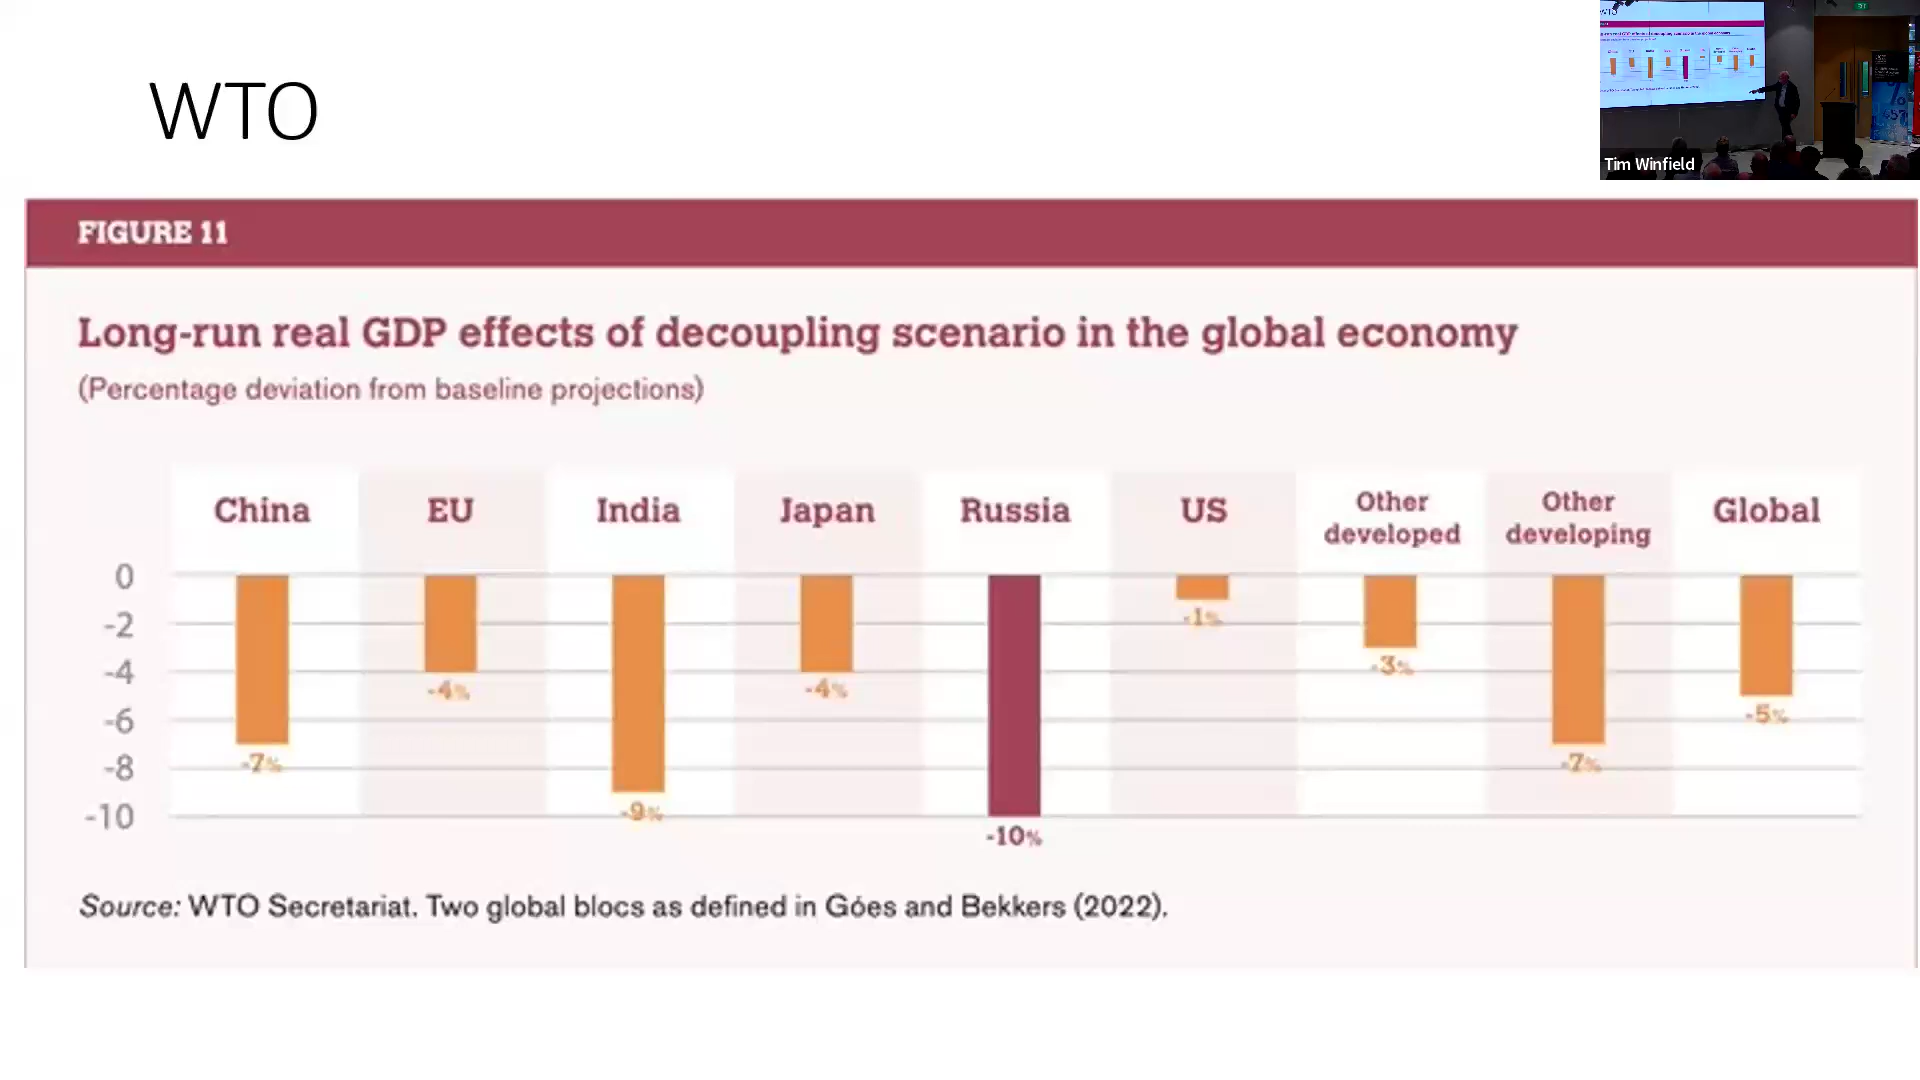 WTO
Tim Winfield
FIGURE 11
Long-run real GDP effects of decoupling scenario in the global economy
(Percentage deviation from baseline projections)
China EU India Japan Russia US Other developed Other developing Global
0
-2
-4
-6
-8
-10
-7% -4% -9% -4% -10% -1% -3% -7% -5%
Source: WTO Secretariat. Two global blocs as defined in Góes and Bekkers (2022).